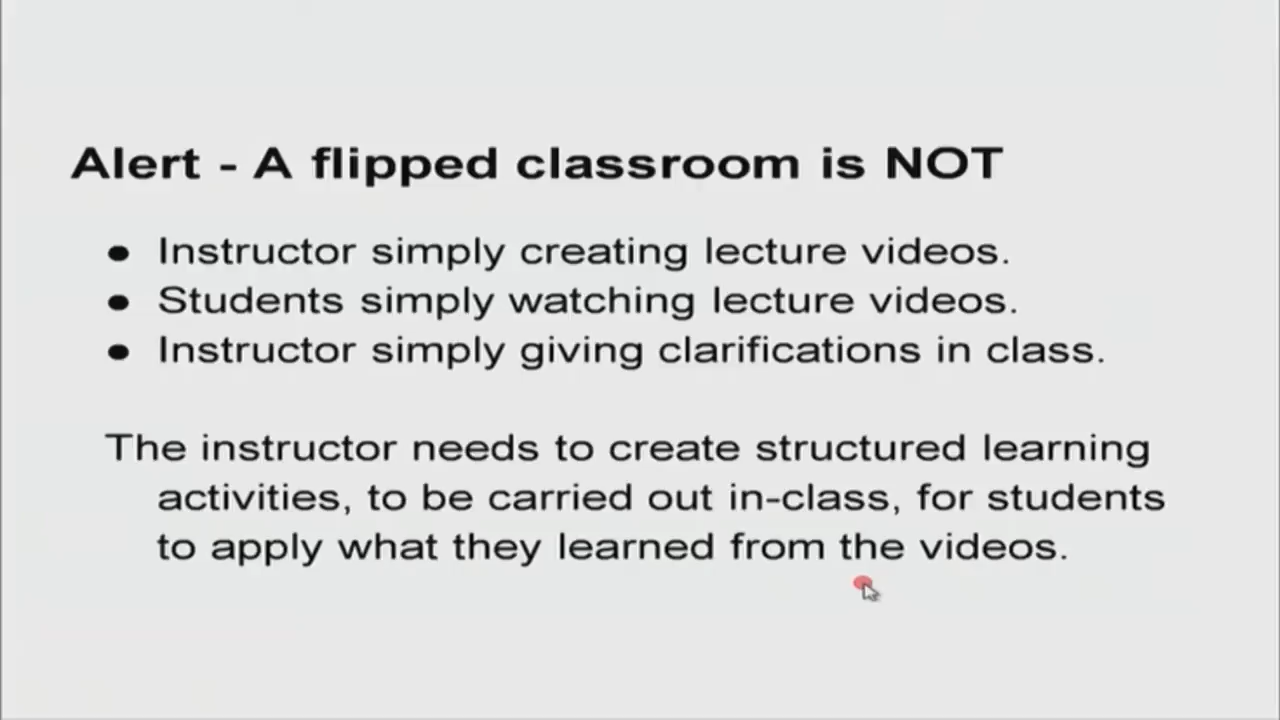 Alert - A flipped classroom is NOT
● Instructor simply creating lecture videos.
● Students simply watching lecture videos.
● Instructor simply giving clarifications in class.
The instructor needs to create structured learning
activities, to be carried out in-class, for students
to apply what they learned from the videos.